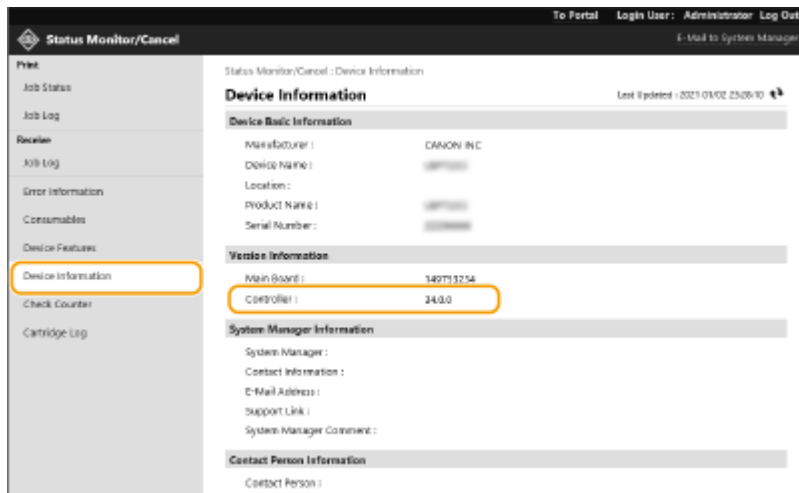 To Portal Login User : Administrator Log Out
Status Monitor/Cancel
E-Mail to System Manager
Print
Job Status
Job Log
Receive
Job Log
Error Information
Consumables
Device Features
Device Information
Check Counter
Cartridge Log
Status Monitor/Cancel : Device Information
Device Information
Last Updated : 2021 01/02
Device Basic Information
Manufacturer : CANON INC
Device Name :
Location :
Product Name :
Serial Number :
Version Information
Main Board :
Controller : 34.0.0
System Manager Information
System Manager :
Contact Information :
E-Mail Address :
Support Link :
System Manager Comment :
Contact Person Information
Contact Person :